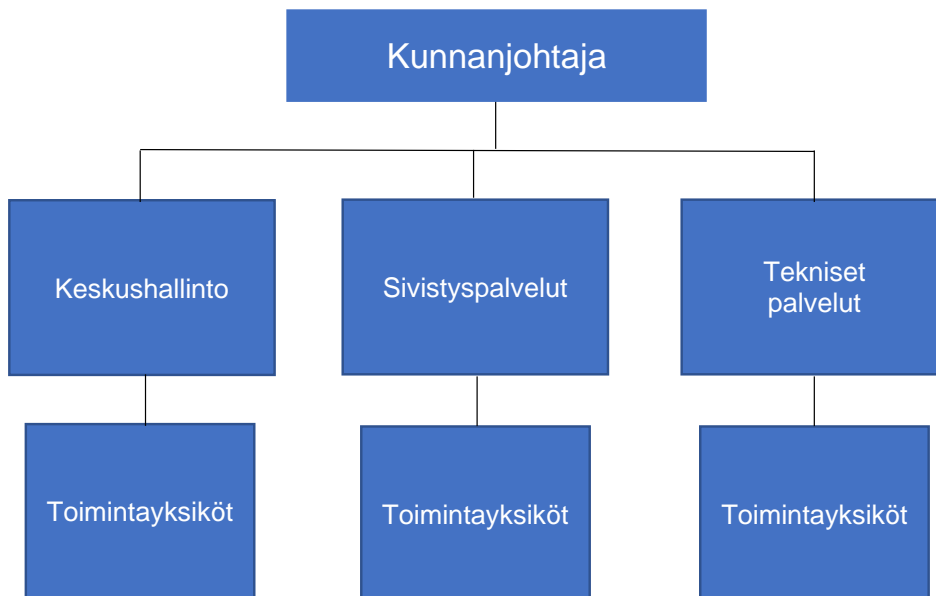 Kunnanjohtaja
Keskushallinto
Sivistyspalvelut
Tekniset
palvelut
Toimintayksiköt
Toimintayksiköt
Toimintayksiköt